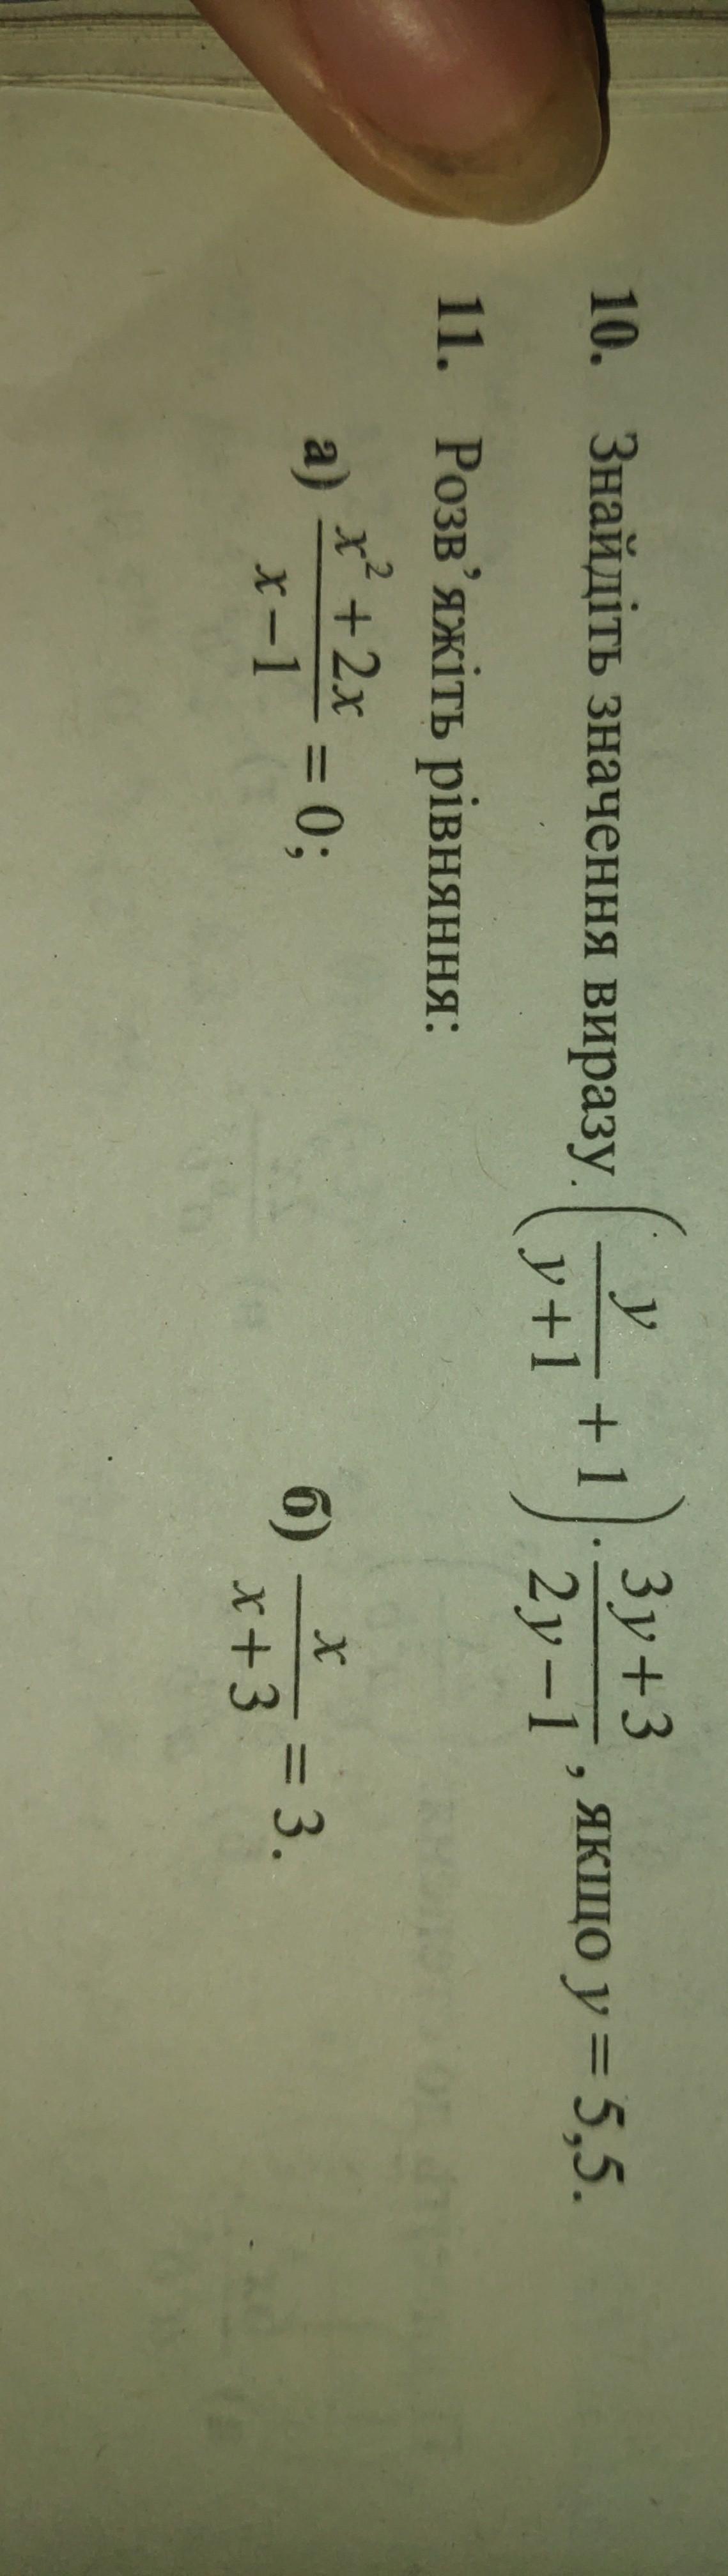 10. Знайдіть значення виразу (y/(y+1) + 1) · (3y+3)/(2y−1), якщо y = 5,5.
11. Розв’яжіть рівняння:
а) (x² + 2x)/(x − 1) = 0; б) x/(x + 3) = 3.